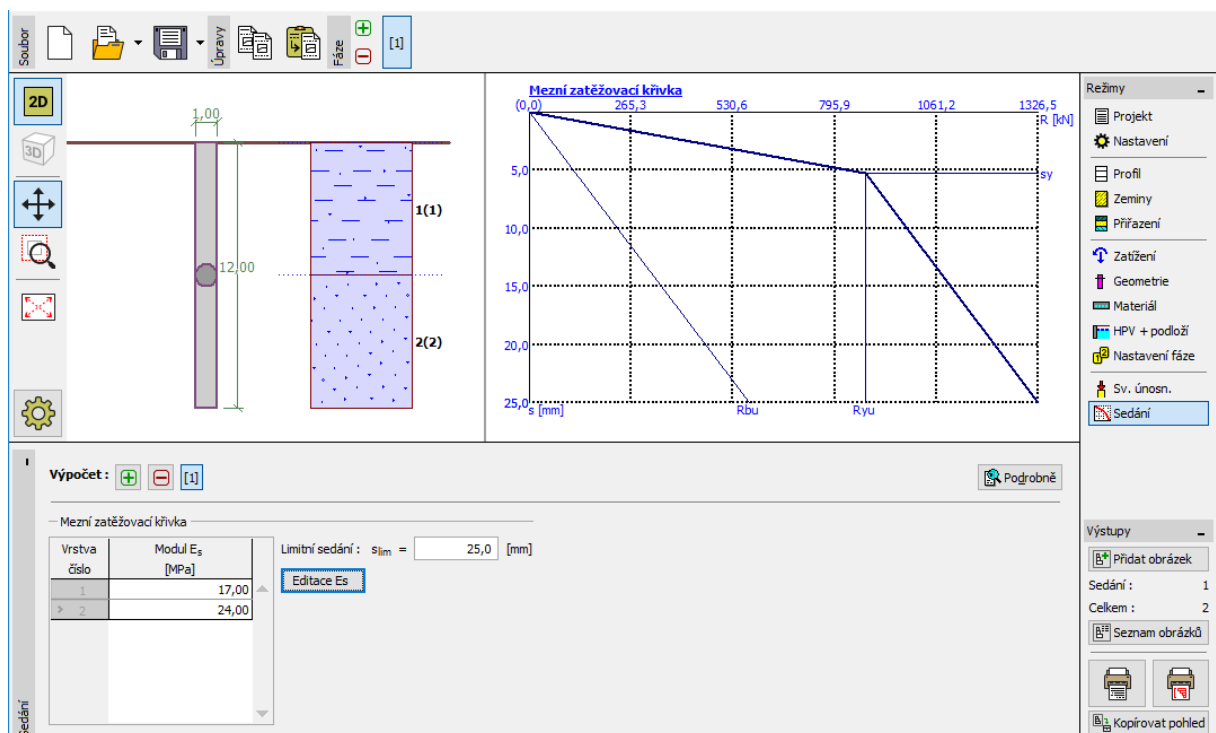 Soubor
Úpravy
Fáze
[1]
2D
3D
1,00
12,00
1(1)
2(2)
Mezní zatěžovací křivka
(0,0) 265,3 530,6 795,9 1061,2 1326,5
R [kN]
5,0
sy
10,0
15,0
20,0
25,0
s [mm]
Rbu
Ryu
Režimy
Projekt
Nastavení
Profil
Zeminy
Přiřazení
Zatížení
Geometrie
Materiál
HPV + podloží
Nastavení fáze
Sv. únosn.
Sedání
Výpočet :
[1]
Podrobně
Mezní zatěžovací křivka
Vrstva Modul Es
číslo [MPa]
1 17,00
> 2 24,00
Limitní sedání : slim = 25,0 [mm]
Editace Es
Sedání
Výstupy
Přidat obrázek
Sedání : 1
Celkem : 2
Seznam obrázků
Kopírovat pohled